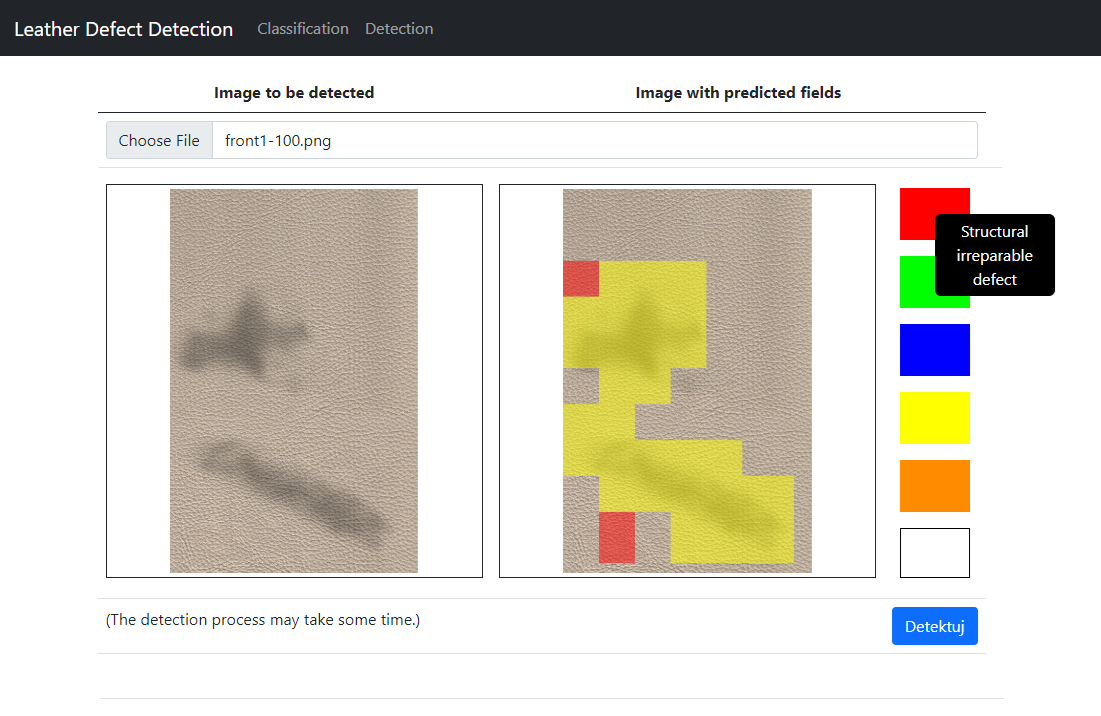 Leather Defect Detection Classification Detection
Image to be detected Image with predicted fields
Choose File front1-100.png
Structural
irreparable
defect
(The detection process may take some time.) Detektuj